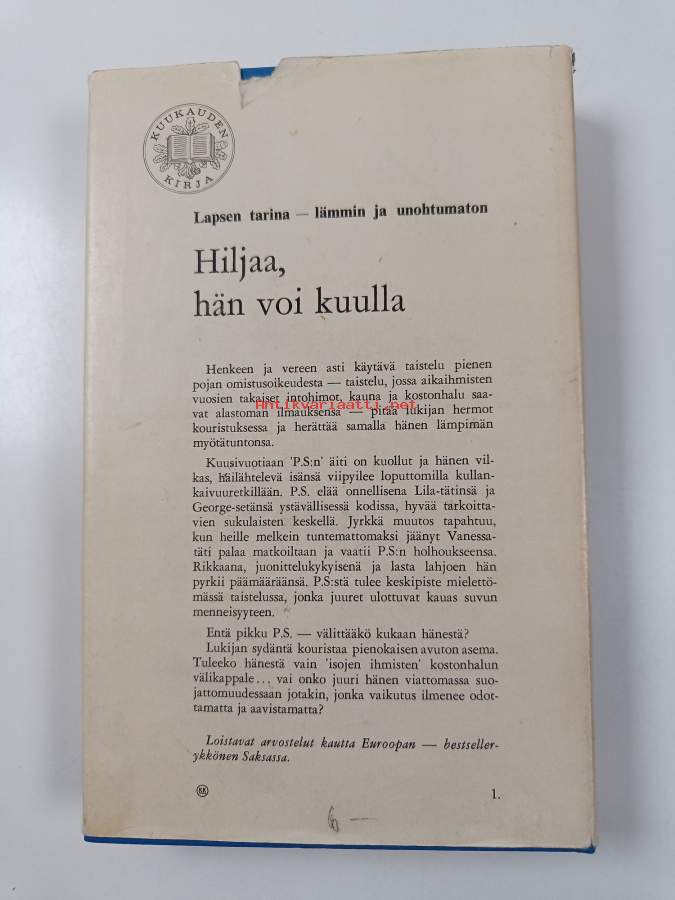 KUUKAUDEN
KIRJA
Lapsen tarina — lämmin ja unohtumaton
Hiljaa,
hän voi kuulla
Henkeen ja vereen asti käytävä taistelu pienen
pojan omistusoikeudesta — taistelu, jossa aikaihmisten
vuosien takaiset intohimot, kauna ja kostonhalu saa-
vat alastoman ilmauksensa — pitää lukijan hermot
Antikvariaatti.net
kouristuksessa ja herättää samalla hänen lämpimän
myötätuntonsa.
Kuusivuotiaan 'P.S:n' äiti on kuollut ja hänen vil-
kas, häilähtelevä isänsä viipyilee loputtomilla kullan-
kaivuuretkillään. P.S. elää onnellisena Lila-tätinsä ja
George-setänsä ystävällisessä kodissa, hyvää tarkoitta-
vien sukulaisten keskellä. Jyrkkä muutos tapahtuu,
kun heille melkein tuntemattomaksi jäänyt Vanessa-
täti palaa matkoiltaan ja vaatii P.S:n holhoukseensa.
Rikkaana, juonittelukykyisenä ja lasta lahjoen hän
pyrkii päämääräänsä. P.S:stä tulee keskipiste mielettö-
mässä taistelussa, jonka juuret ulottuvat kauas suvun
menneisyyteen.
Entä pikku P.S. — välittääkö kukaan hänestä?
Lukijan sydäntä kouristaa pienokaisen avuton asema.
Tuleeko hänestä vain 'isojen ihmisten' kostonhalun
välikappale... vai onko juuri hänen viattomassa suo-
jattomuudessaan jotakin, jonka vaikutus ilmenee odot-
tamatta ja aavistamatta?
Loistavat arvostelut kautta Euroopan — bestseller-
ykkönen Saksassa.
KK
1.
6 —